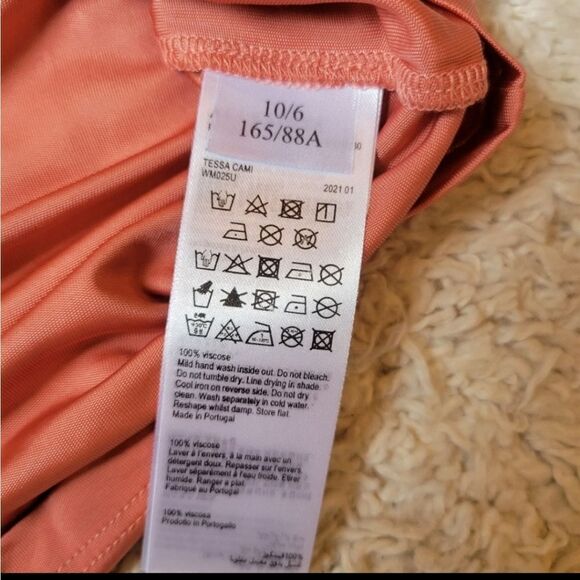 10/6
165/88A
TESSA CAMI
WM025U
2021 01
100% viscose
Mild hand wash inside out. Do not bleach.
Do not tumble dry. Line drying in shade.
Cool iron on reverse side. Do not dry clean.
Wash separately in cold water.
Reshape whilst damp. Store flat.
Made in Portugal
100% viscose
Laver à l'envers, à la main avec un
détergent doux. Repasser sur l'envers.
Laver séparément à l'eau froide. Etirer
humide. Ranger a plat.
Fabriqué au Portugal
100% viscosa
Prodotto in Portogallo